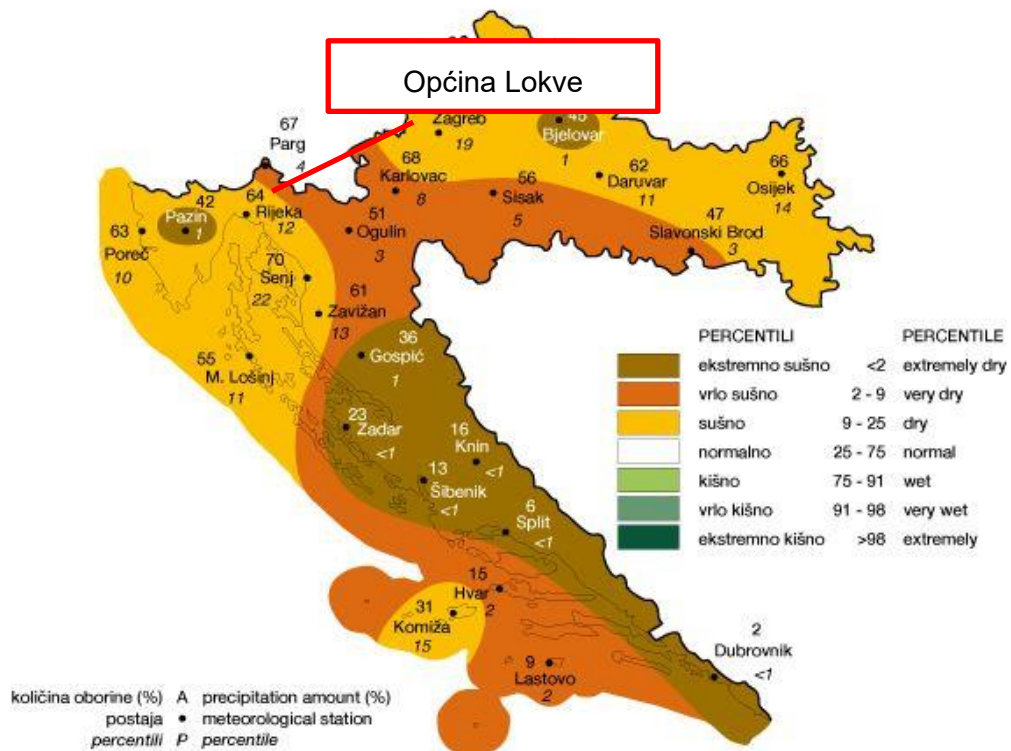 Općina Lokve
67
Parg
4
Zagreb
19
45
Bjelovar
1
68
Karlovac
8
56
Sisak
5
62
Daruvar
11
66
Osijek
14
42
Pazin
1
64
Rijeka
12
63
Poreč
10
51
Ogulin
3
47
Slavonski Brod
3
70
Senj
22
61
Zavižan
13
36
Gospić
1
55
M. Lošinj
11
23
Zadar
<1
16
Knin
<1
13
Šibenik
<1
6
Split
<1
15
Hvar
2
31
Komiža
15
9
Lastovo
2
2
Dubrovnik
<1
PERCENTILI PERCENTILE
ekstremno sušno <2 extremely dry
vrlo sušno 2 - 9 very dry
sušno 9 - 25 dry
normalno 25 - 75 normal
kišno 75 - 91 wet
vrlo kišno 91 - 98 very wet
ekstremno kišno >98 extremely
količina oborine (%) A precipitation amount (%)
postaja • meteorological station
percentili P percentile